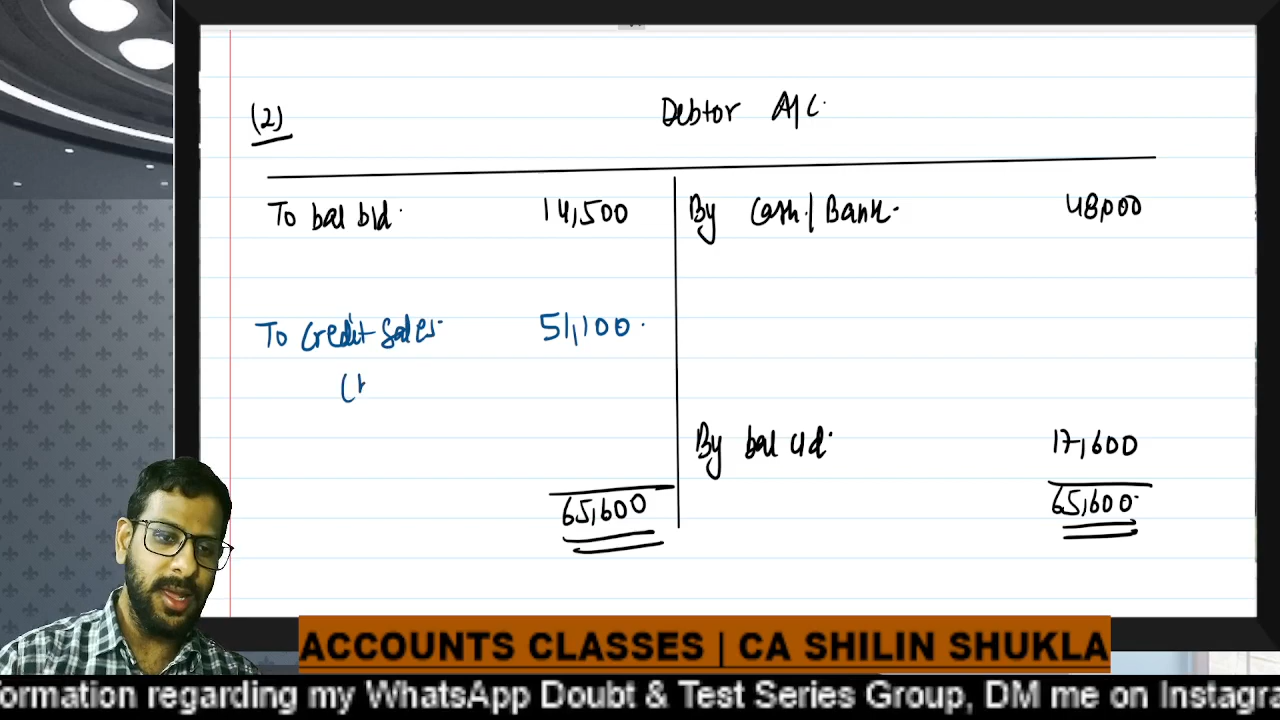 (2) Debtor A/C.
To bal b/d. 14,500 By Cash/Bank. 48,000
To Credit Sales. 51,100.
(b
By bal c/d. 17,600
65,600 65,600
ACCOUNTS CLASSES | CA SHILIN SHUKLA
formation regarding my WhatsApp Doubt & Test Series Group, DM me on Instagra